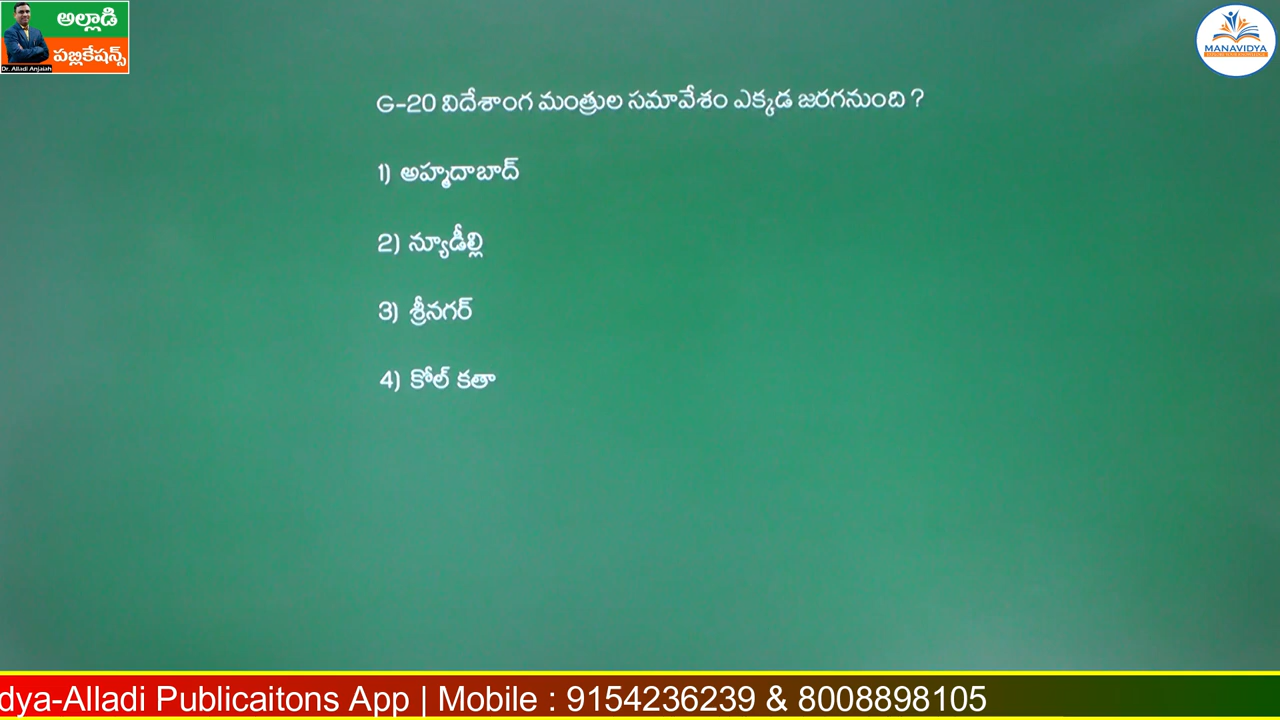 అల్లాడి
పబ్లికేషన్స్
Dr. Alladi Anjaiah
MANAVIDYA
G-20 విదేశాంగ మంత్రుల సమావేశం ఎక్కడ జరగనుంది ?
1) అహ్మదాబాద్
2) న్యూడీల్లి
3) శ్రీనగర్
4) కోల్ కతా
dya-Alladi Publicaitons App | Mobile : 9154236239 & 8008898105